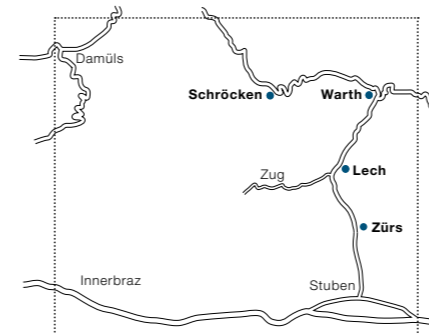 Damüls
Schröcken
Warth
Lech
Zug
Zürs
Innerbraz
Stuben